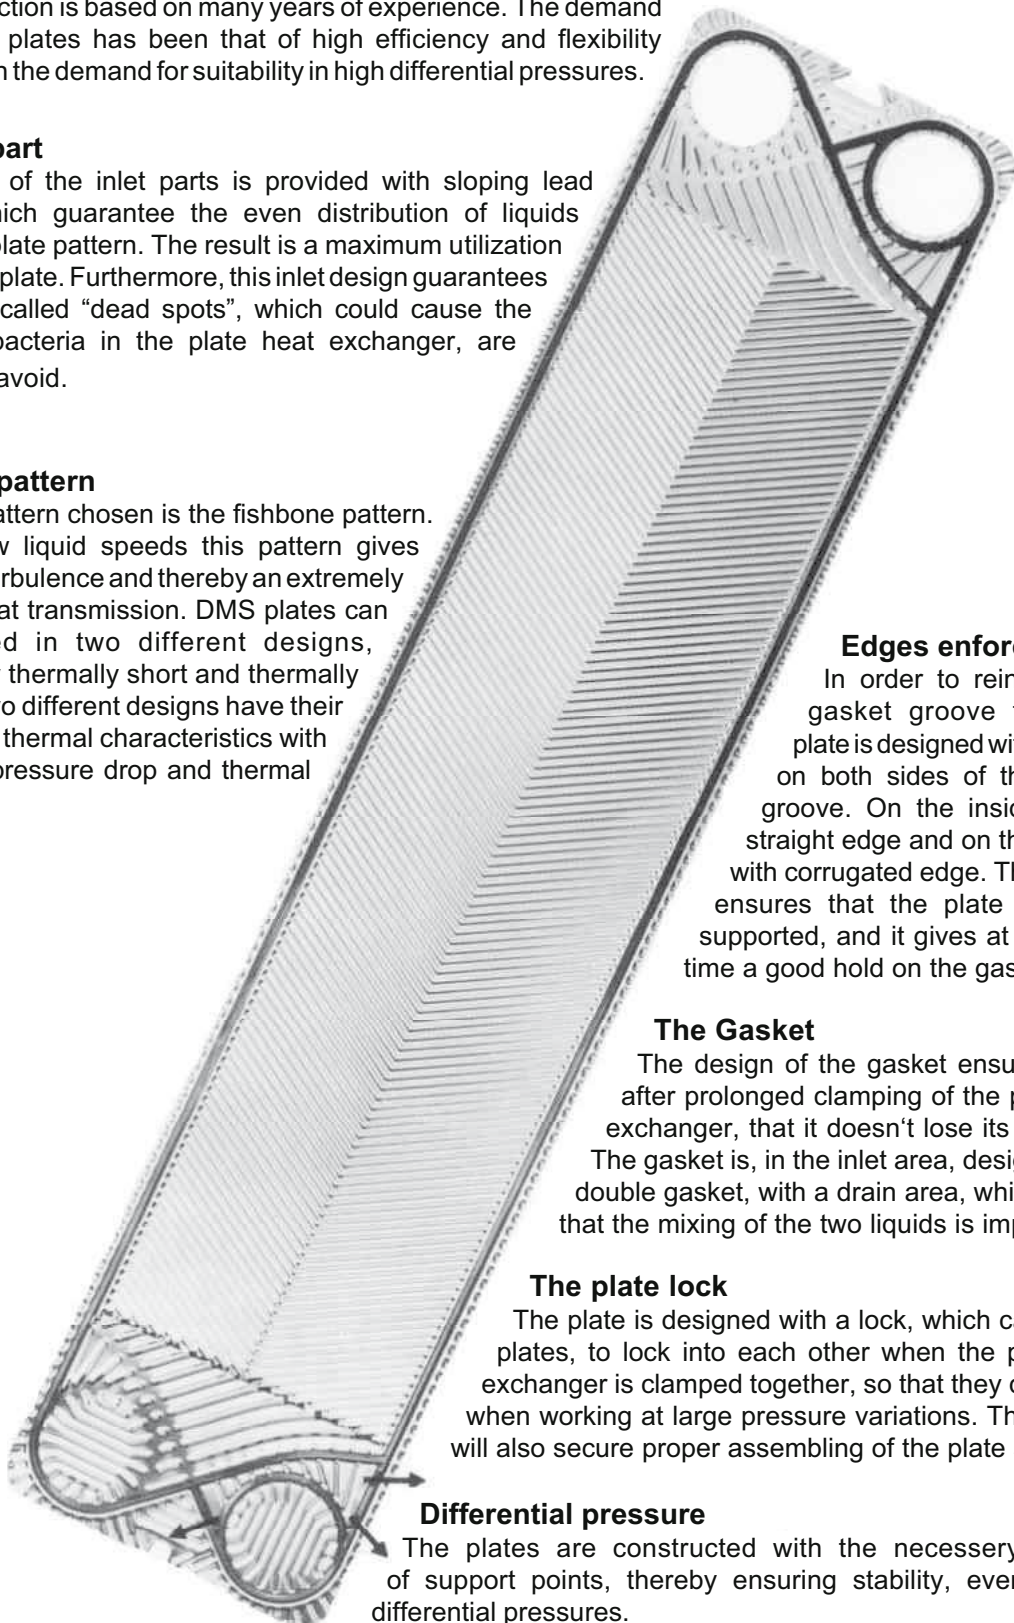 ction is based on many years of experience. The demand
plates has been that of high efficiency and flexibility
the demand for suitability in high differential pressures.
part
of the inlet parts is provided with sloping lead
hich guarantee the even distribution of liquids
plate pattern. The result is a maximum utilization
plate. Furthermore, this inlet design guarantees
called “dead spots”, which could cause the
bacteria in the plate heat exchanger, are
avoid.
pattern
attern chosen is the fishbone pattern.
w liquid speeds this pattern gives
rbulence and thereby an extremely
at transmission. DMS plates can
ed in two different designs,
thermally short and thermally
vo different designs have their
thermal characteristics with
pressure drop and thermal
Edges enfor
In order to rein
gasket groove
plate is designed wi
on both sides of th
groove. On the insi
straight edge and on th
with corrugated edge. Th
ensures that the plate
supported, and it gives at
time a good hold on the gas
The Gasket
The design of the gasket ensu
after prolonged clamping of the p
exchanger, that it doesn‘t lose its
The gasket is, in the inlet area, desig
double gasket, with a drain area, whi
that the mixing of the two liquids is imp
The plate lock
The plate is designed with a lock, which ca
plates, to lock into each other when the p
exchanger is clamped together, so that they d
when working at large pressure variations. Th
will also secure proper assembling of the plate
Differential pressure
The plates are constructed with the necessery
of support points, thereby ensuring stability, ever
differential pressures.